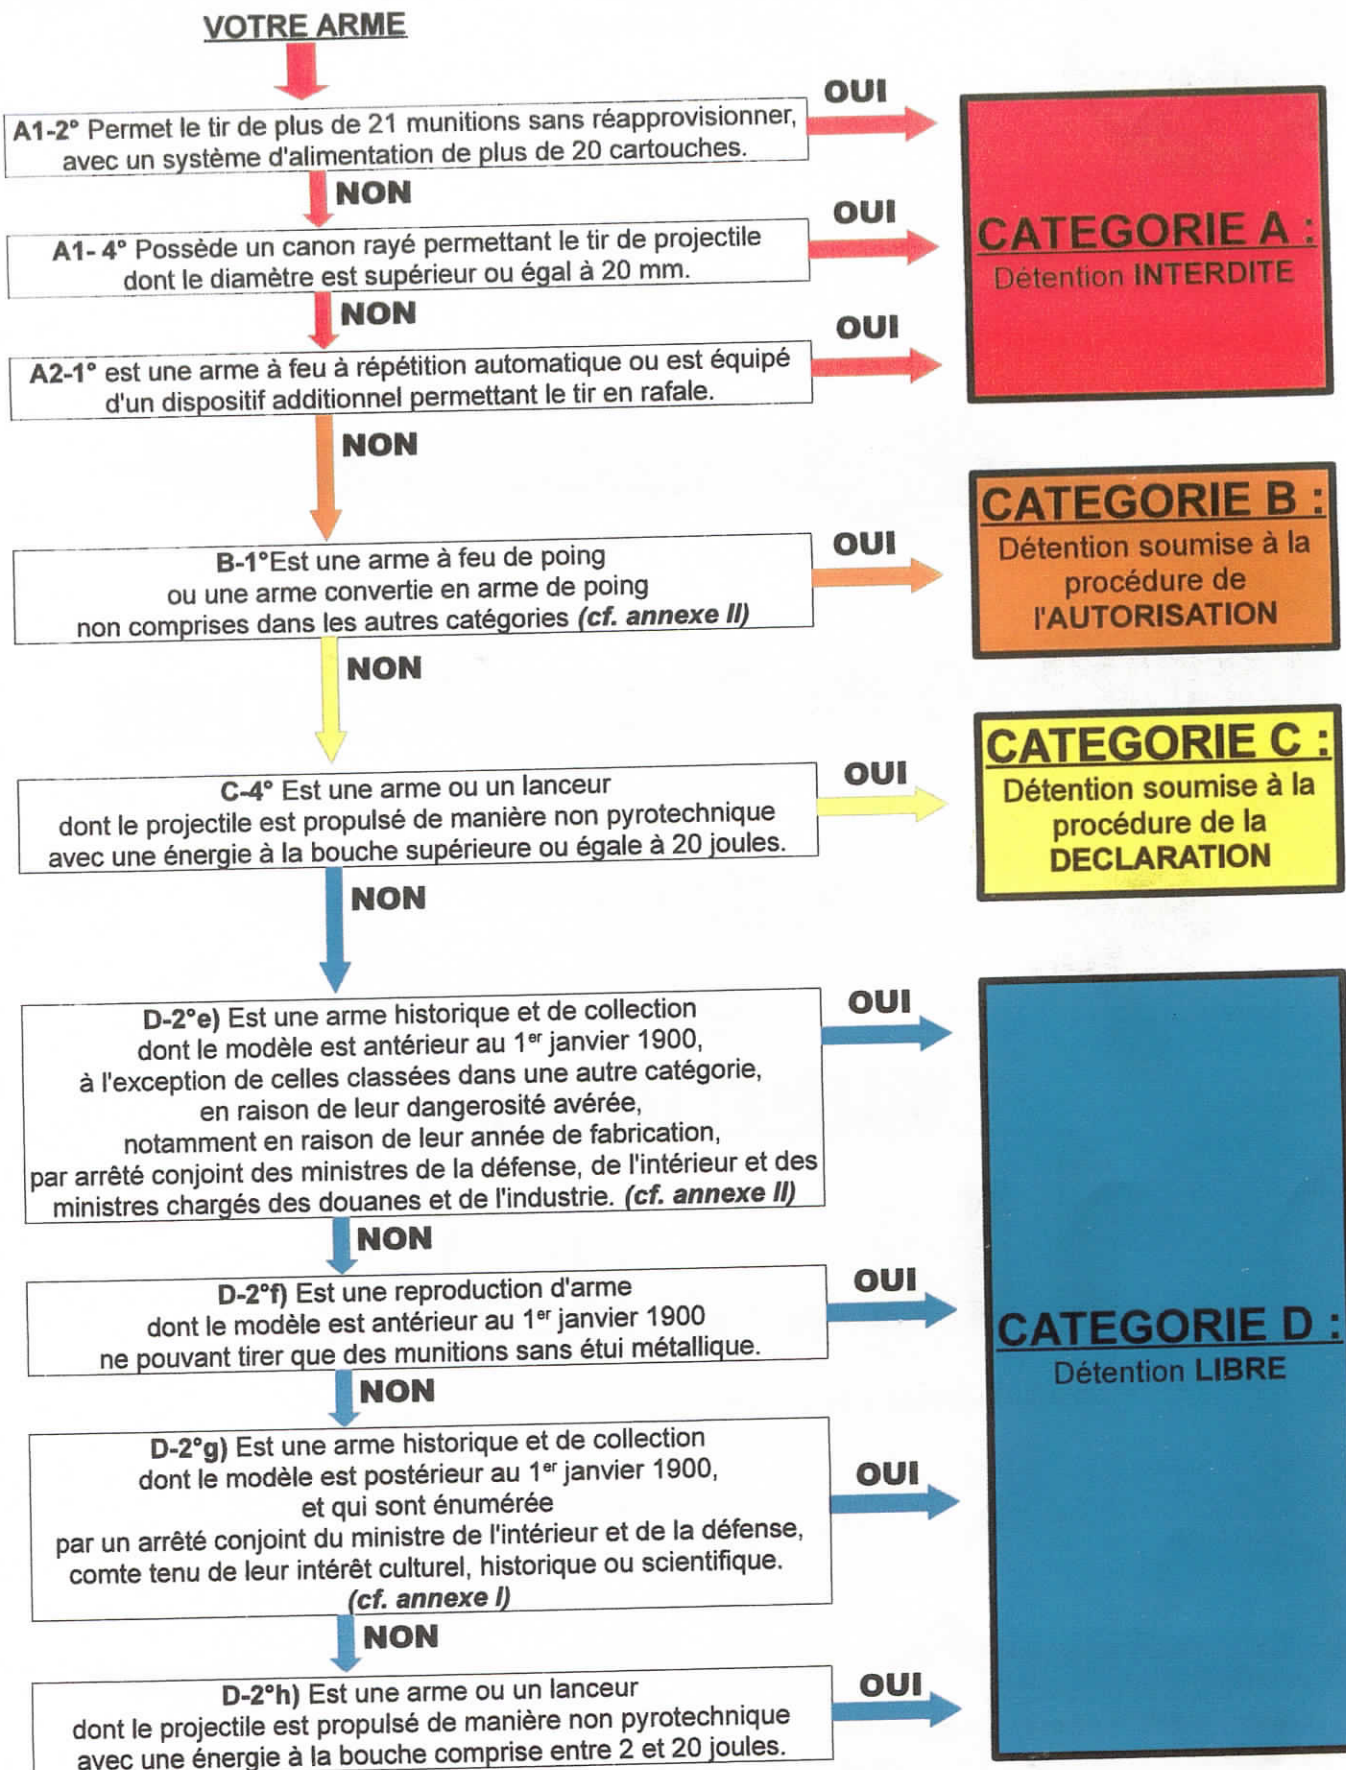 VOTRE ARME
OUI
A1-2° Permet le tir de plus de 21 munitions sans réapprovisionner,
avec un système d'alimentation de plus de 20 cartouches.
NON
OUI
A1- 4° Possède un canon rayé permettant le tir de projectile
dont le diamètre est supérieur ou égal à 20 mm.
CATEGORIE A :
Détention INTERDITE
NON
OUI
A2-1° est une arme à feu à répétition automatique ou est équipé
d'un dispositif additionnel permettant le tir en rafale.
NON
OUI
B-1°Est une arme à feu de poing
ou une arme convertie en arme de poing
non comprises dans les autres catégories (cf. annexe II)
CATEGORIE B :
Détention soumise à la
procédure de
l'AUTORISATION
NON
OUI
C-4° Est une arme ou un lanceur
dont le projectile est propulsé de manière non pyrotechnique
avec une énergie à la bouche supérieure ou égale à 20 joules.
CATEGORIE C :
Détention soumise à la
procédure de la
DECLARATION
NON
OUI
D-2°e) Est une arme historique et de collection
dont le modèle est antérieur au 1er janvier 1900,
à l'exception de celles classées dans une autre catégorie,
en raison de leur dangerosité avérée,
notamment en raison de leur année de fabrication,
par arrêté conjoint des ministres de la défense, de l'intérieur et des
ministres chargés des douanes et de l'industrie. (cf. annexe II)
NON
OUI
D-2°f) Est une reproduction d'arme
dont le modèle est antérieur au 1er janvier 1900
ne pouvant tirer que des munitions sans étui métallique.
CATEGORIE D :
Détention LIBRE
NON
OUI
D-2°g) Est une arme historique et de collection
dont le modèle est postérieur au 1er janvier 1900,
et qui sont énumérée
par un arrêté conjoint du ministre de l'intérieur et de la défense,
comte tenu de leur intérêt culturel, historique ou scientifique.
(cf. annexe I)
NON
OUI
D-2°h) Est une arme ou un lanceur
dont le projectile est propulsé de manière non pyrotechnique
avec une énergie à la bouche comprise entre 2 et 20 joules.